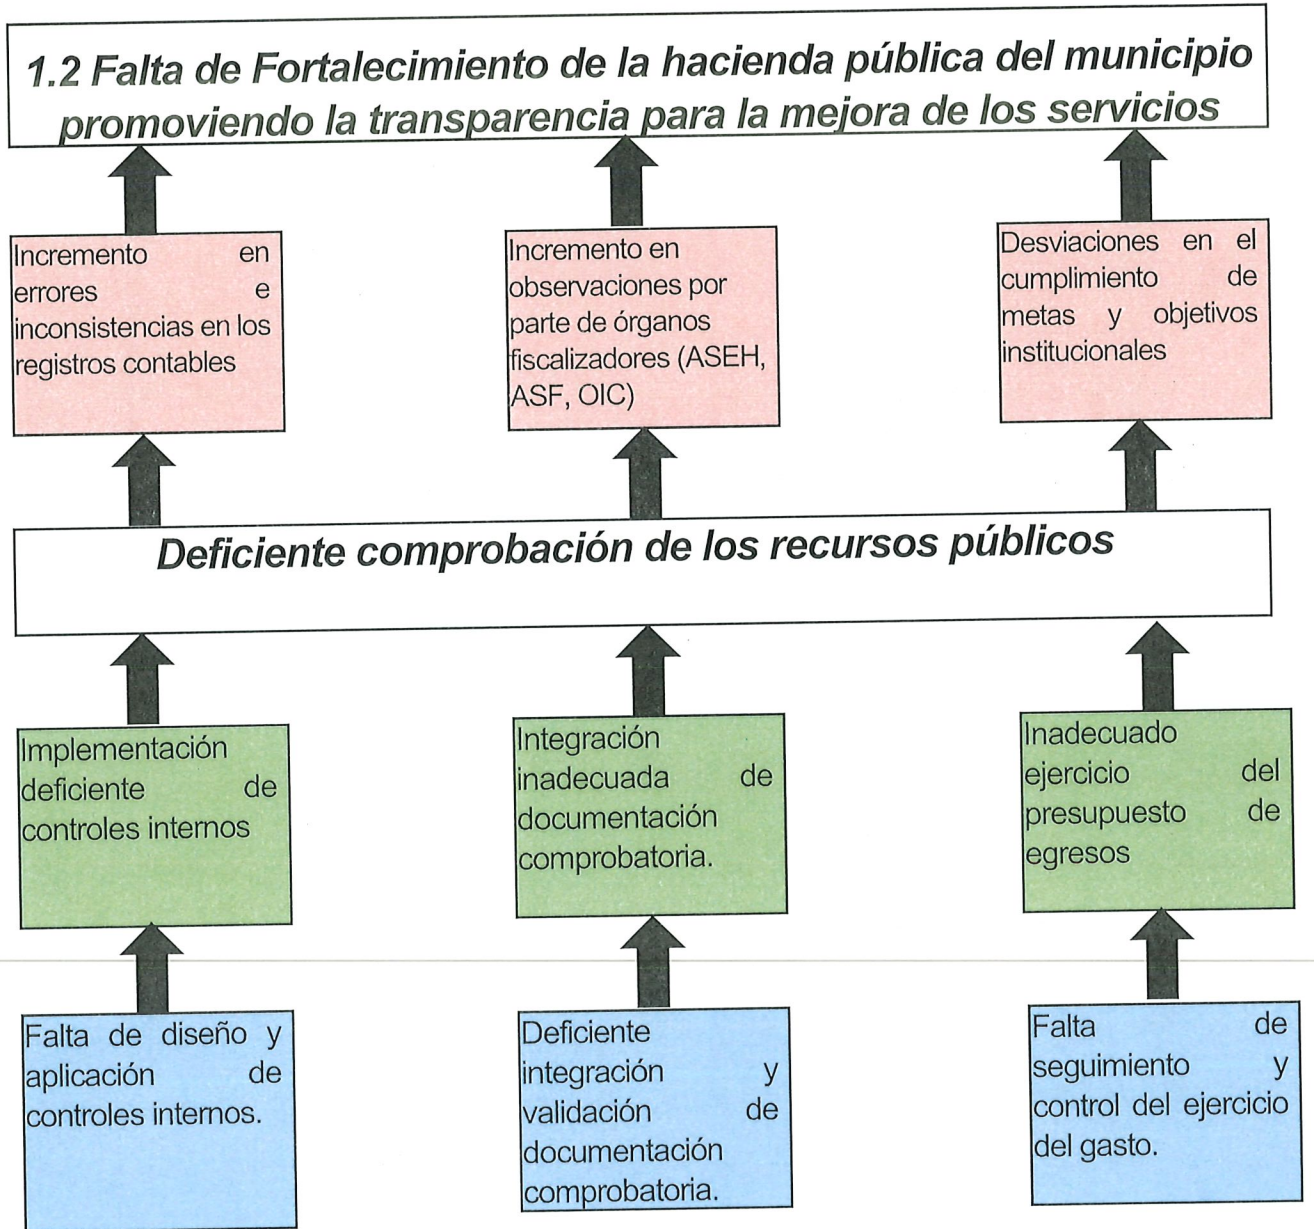 1.2 Falta de Fortalecimiento de la hacienda pública del municipio
promoviendo la transparencia para la mejora de los servicios
Incremento en
errores e
inconsistencias en los
registros contables
Incremento en
observaciones por
parte de órganos
fiscalizadores (ASEH,
ASF, OIC)
Desviaciones en el
cumplimiento de
metas y objetivos
institucionales
Deficiente comprobación de los recursos públicos
Implementación
deficiente de
controles internos
Integración
inadecuada de
documentación
comprobatoria.
Inadecuado
ejercicio del
presupuesto de
egresos
Falta de diseño y
aplicación de
controles internos.
Deficiente
integración y
validación de
documentación
comprobatoria.
Falta de
seguimiento y
control del ejercicio
del gasto.